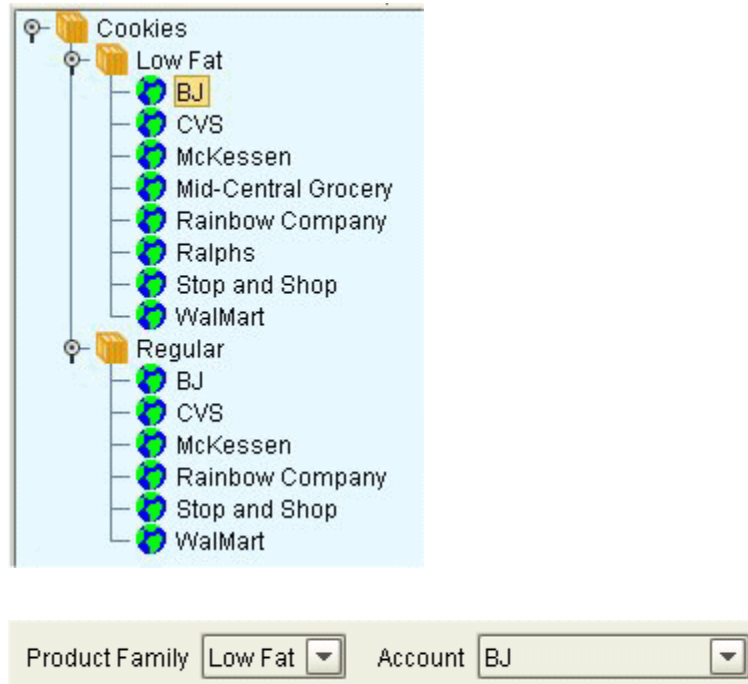 Cookies
Low Fat
BJ
CVS
McKessen
Mid-Central Grocery
Rainbow Company
Ralphs
Stop and Shop
WalMart
Regular
BJ
CVS
McKessen
Rainbow Company
Stop and Shop
WalMart
Product Family Low Fat Account BJ